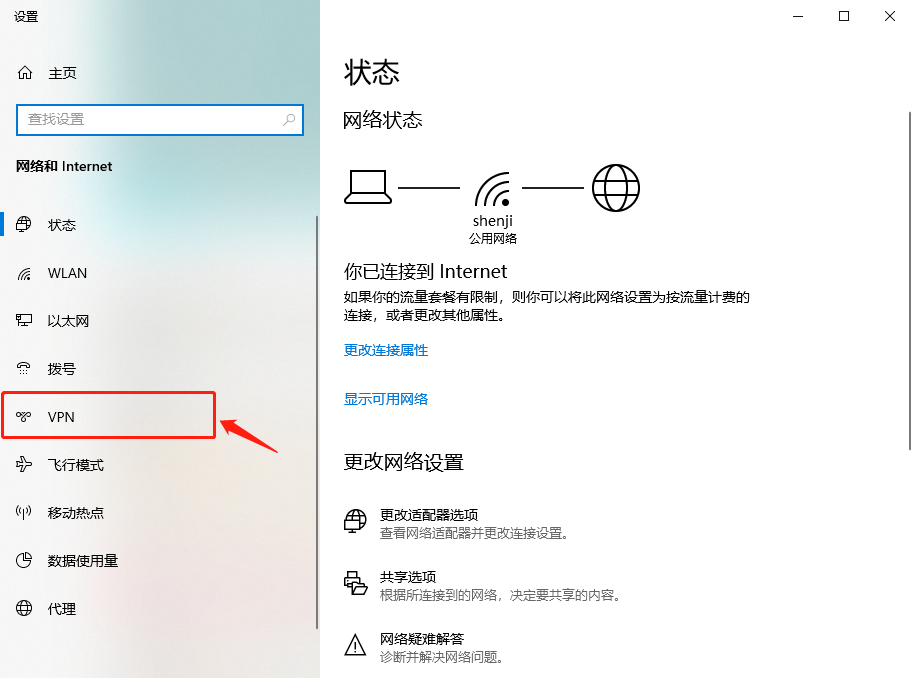 设置
主页
查找设置
网络和 Internet
状态
WLAN
以太网
拨号
VPN
飞行模式
移动热点
数据使用量
代理
状态
网络状态
shenji
公用网络
你已连接到 Internet
如果你的流量套餐有限制，则你可以将此网络设置为按流量计费的
连接，或者更改其他属性。
更改连接属性
显示可用网络
更改网络设置
更改适配器选项
查看网络适配器并更改连接设置。
共享选项
根据所连接到的网络，决定要共享的内容。
网络疑难解答
诊断并解决网络问题。